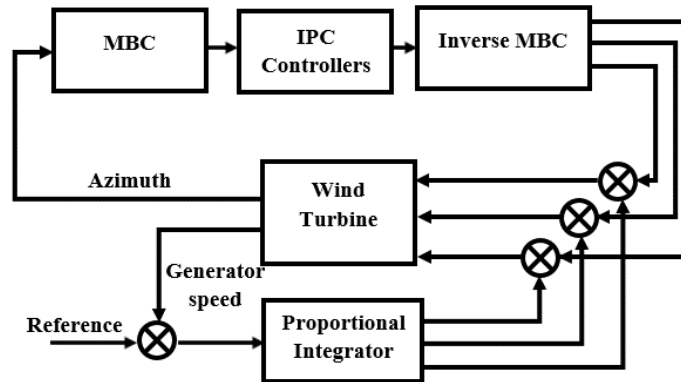 MBC
IPC
Controllers
Inverse MBC
Azimuth
Wind
Turbine
Generator
speed
Reference
Proportional
Integrator